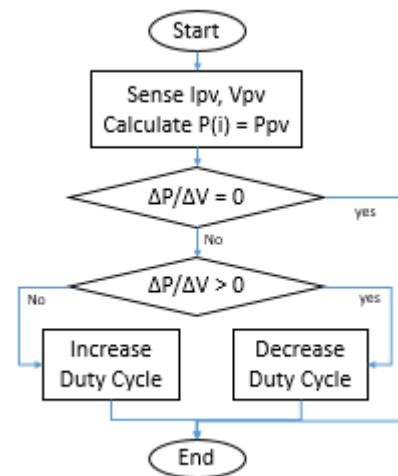 Start
Sense Ipv, Vpv
Calculate P(i) = Ppv
ΔP/ΔV = 0
yes
No
ΔP/ΔV > 0
No
yes
Increase
Duty Cycle
Decrease
Duty Cycle
End